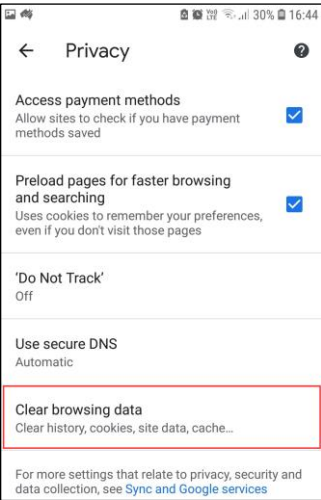 30% 16:44
Privacy
Access payment methods
Allow sites to check if you have payment
methods saved
Preload pages for faster browsing
and searching
Uses cookies to remember your preferences,
even if you don't visit those pages
'Do Not Track'
Off
Use secure DNS
Automatic
Clear browsing data
Clear history, cookies, site data, cache...
For more settings that relate to privacy, security and
data collection, see Sync and Google services